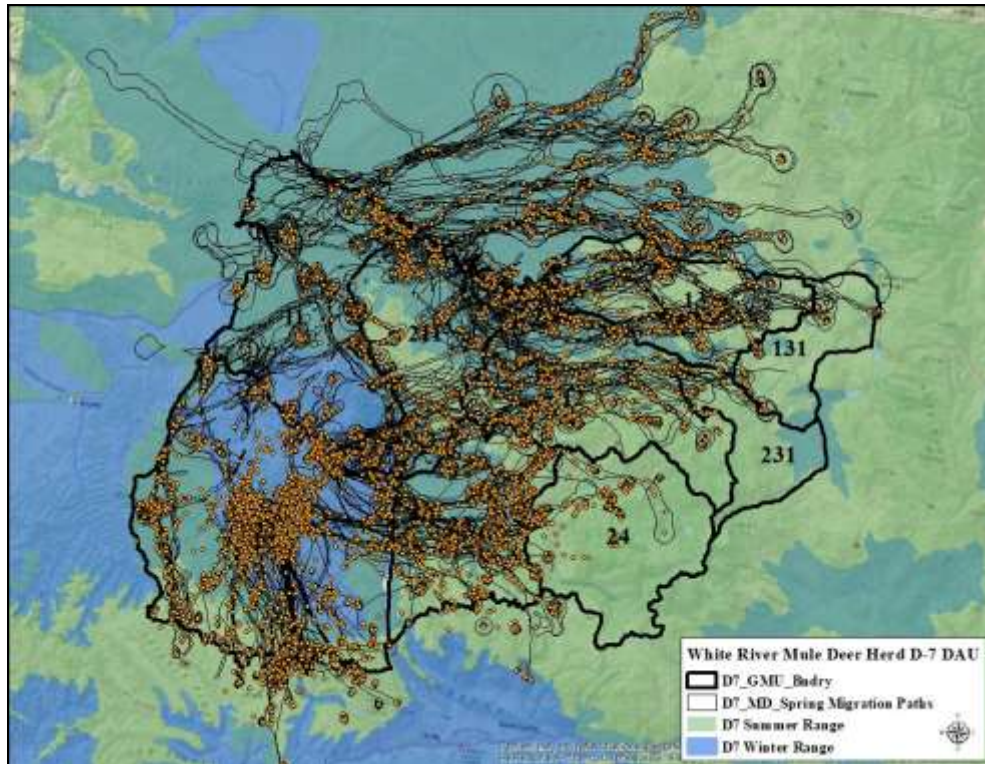 131
231
24
White River Mule Deer Herd D-7 DAU
D7_GMU_Bndry
D7_MD_Spring Migration Paths
D7 Summer Range
D7 Winter Range